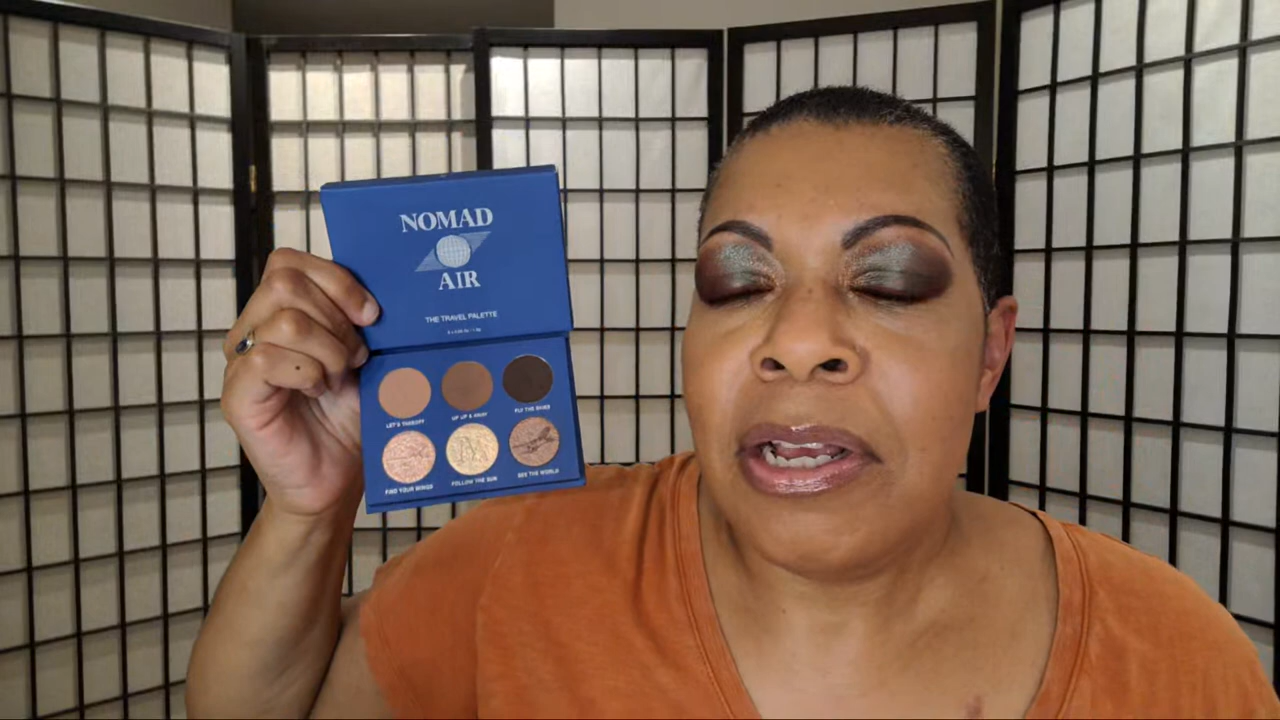 NOMAD
AIR
THE TRAVEL PALETTE
LET'S TAKEOFF
UP UP & AWAY
FLY THE SKIES
FIND YOUR WINGS
FOLLOW THE SUN
SEE THE WORLD